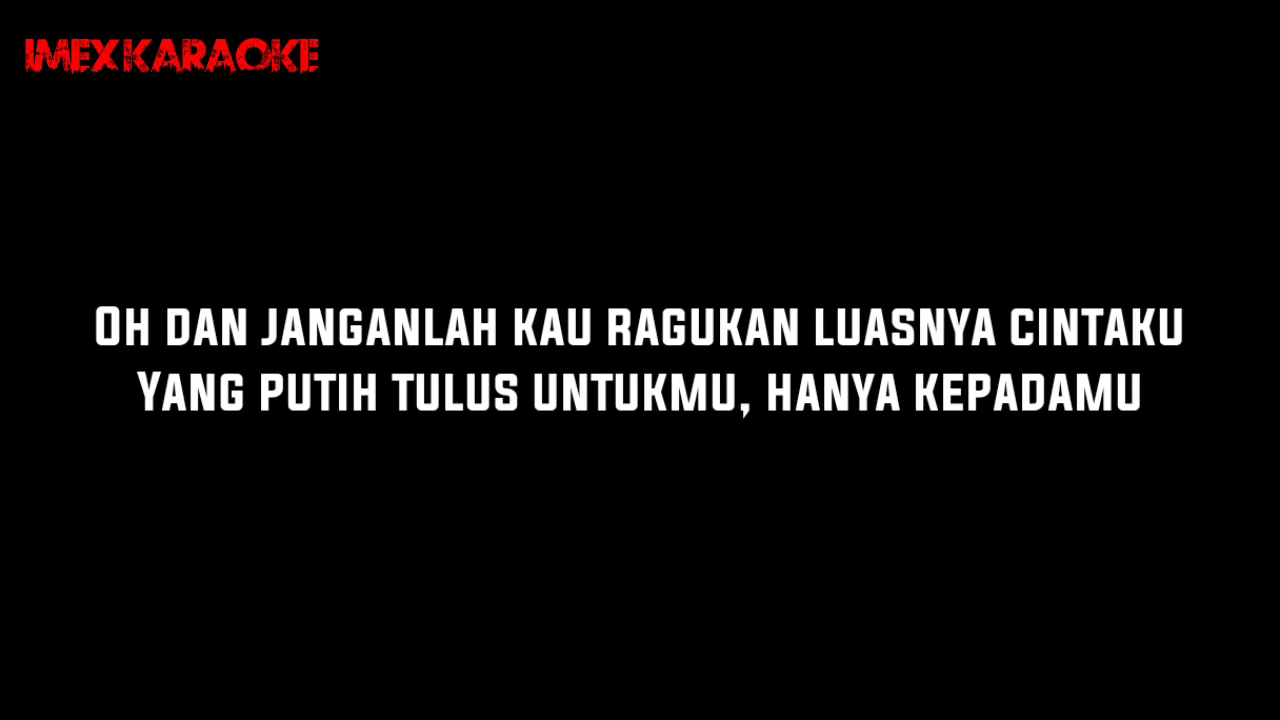 IMEX KARAOKE
Oh dan janganlah kau ragukan luasnya cintaku
Yang putih tulus untukmu, hanya kepadamu